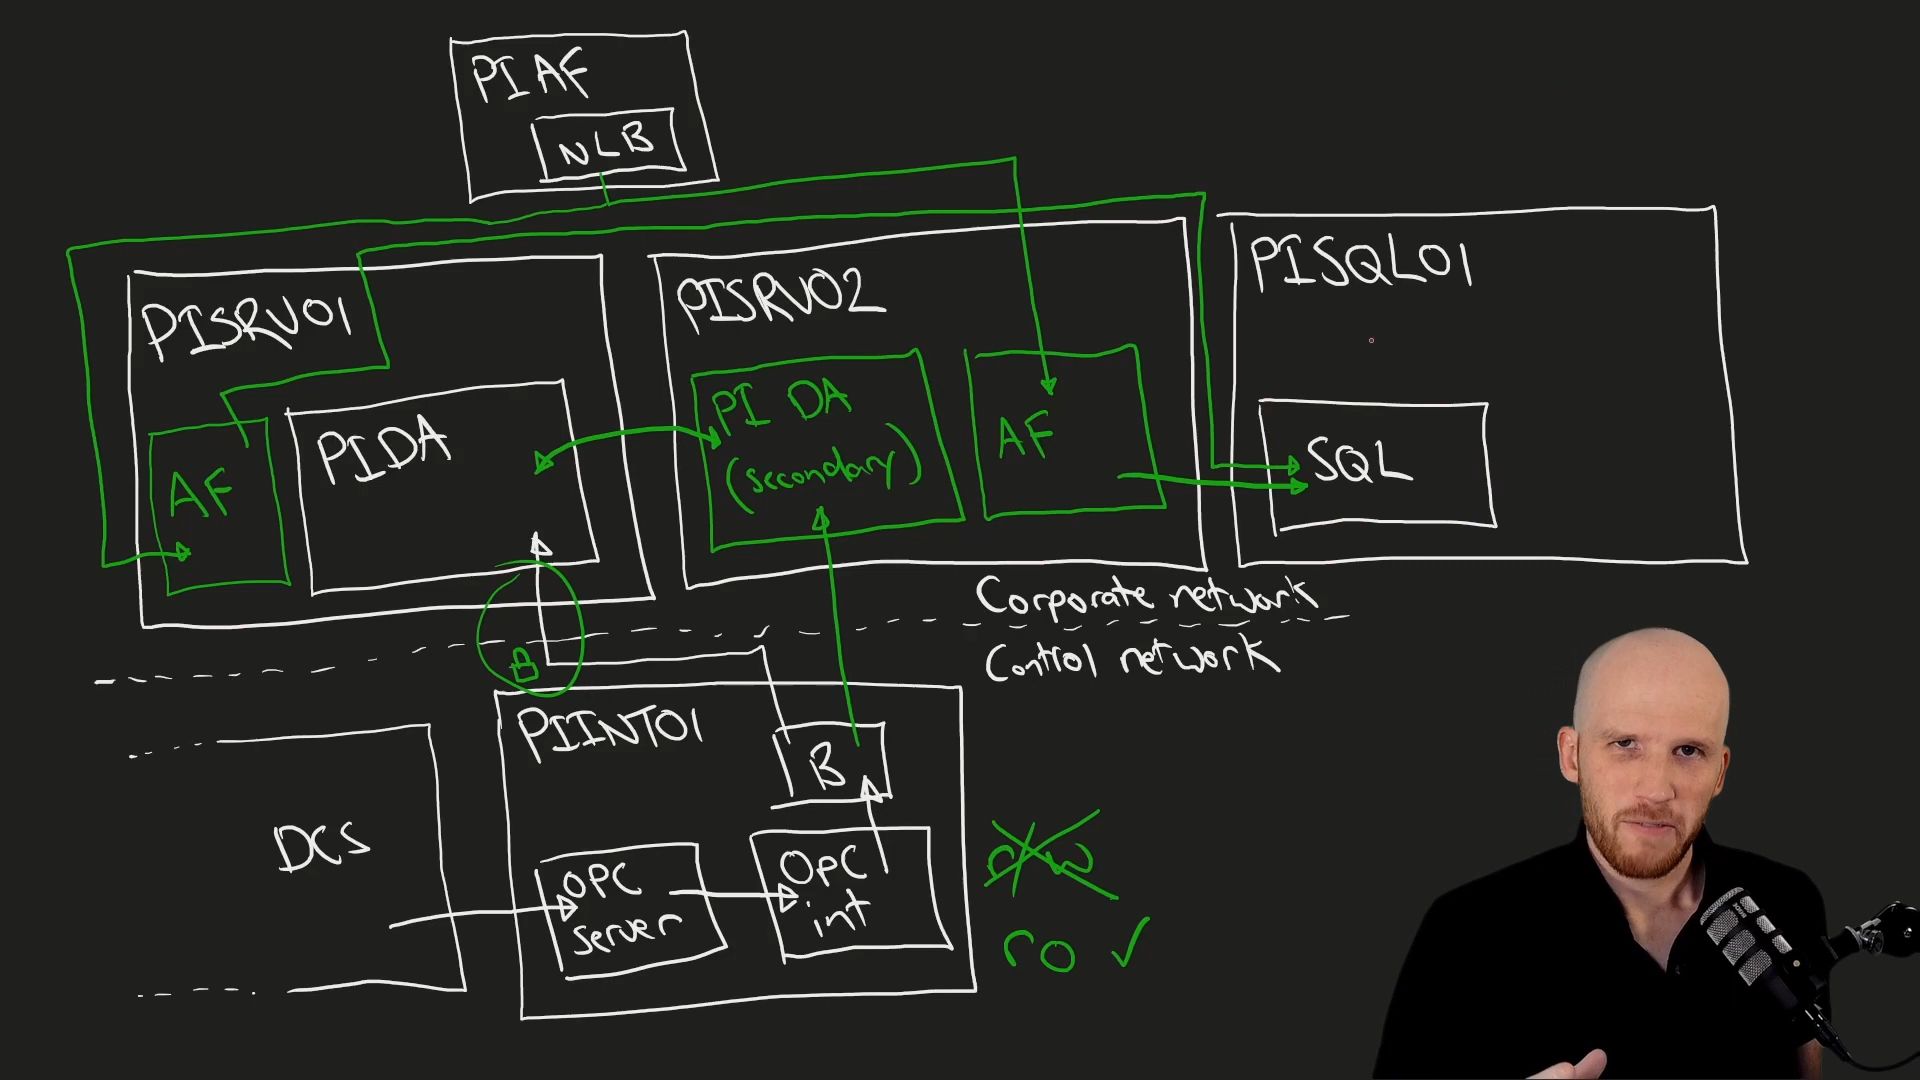 PI AF
NLB
PISRV01
AF
PIDA
PISRV02
PI DA
(secondary)
AF
PISQL01
SQL
Corporate network
Control network
DCS
PIINT01
B
OPC
server
OPC
int
r/w
ro ✓